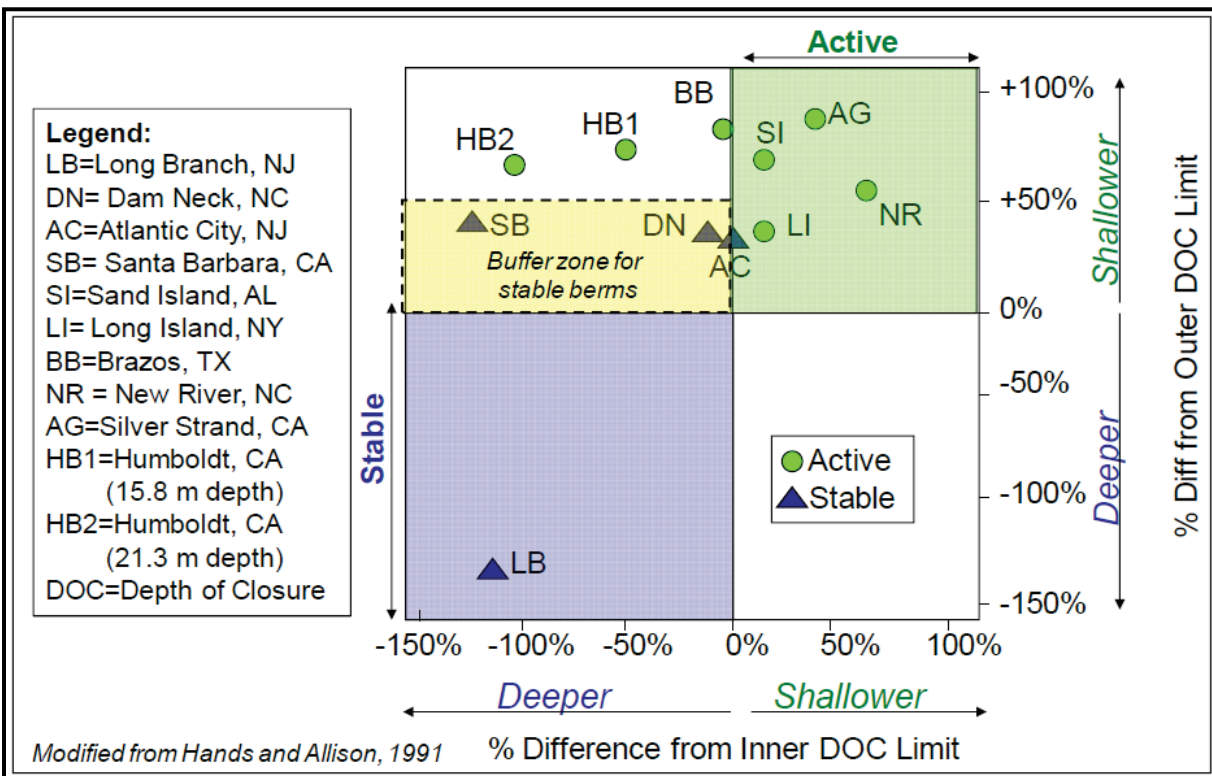 Active
Legend:
LB=Long Branch, NJ
DN= Dam Neck, NC
AC=Atlantic City, NJ
SB= Santa Barbara, CA
SI=Sand Island, AL
LI= Long Island, NY
BB=Brazos, TX
NR = New River, NC
AG=Silver Strand, CA
HB1=Humboldt, CA
(15.8 m depth)
HB2=Humboldt, CA
(21.3 m depth)
DOC=Depth of Closure
Stable
BB
HB1
HB2
AG
SI
NR
LI
SB
DN
AC
Buffer zone for
stable berms
LB
Active
Stable
+100%
+50%
0%
-50%
-100%
-150%
Shallower
Deeper
% Diff from Outer DOC Limit
-150%
-100%
-50%
0%
50%
100%
Deeper
Shallower
% Difference from Inner DOC Limit
Modified from Hands and Allison, 1991